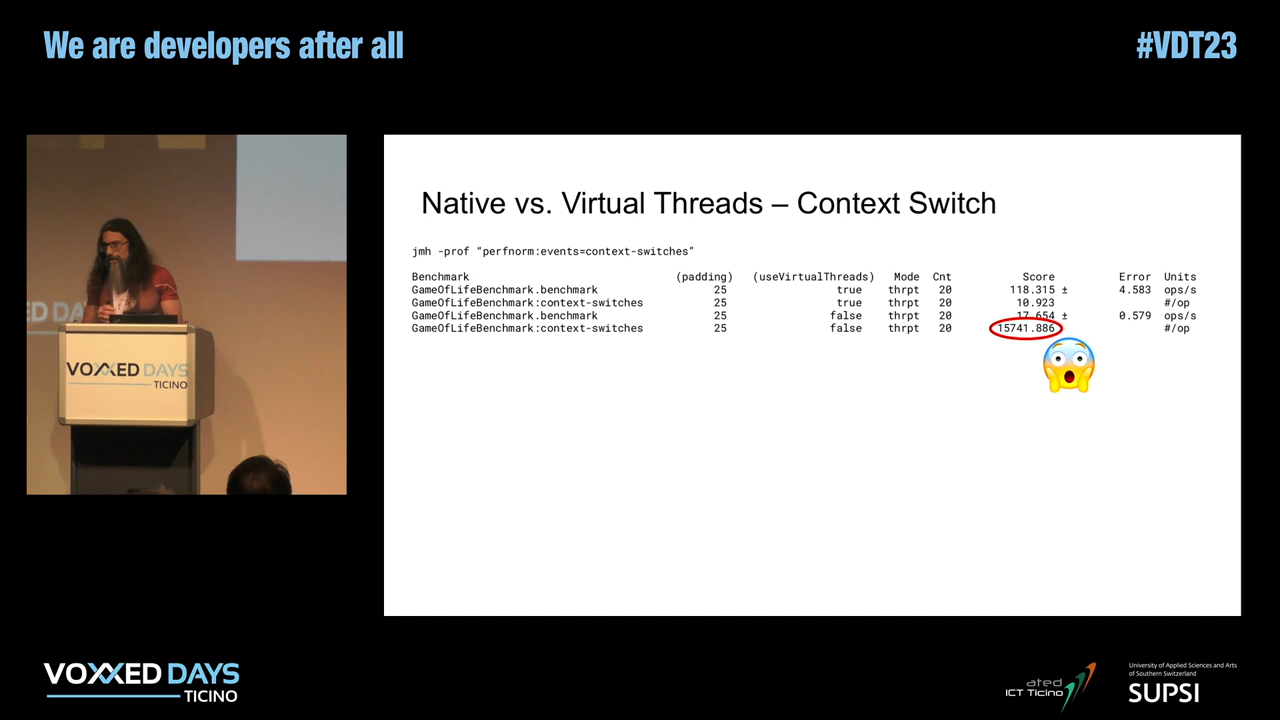 We are developers after all
#VDT23
Native vs. Virtual Threads – Context Switch
jmh -prof “perfnorm:events=context-switches”
Benchmark (padding) (useVirtualThreads) Mode Cnt Score Error Units
GameOfLifeBenchmark.benchmark 25 true thrpt 20 118.315 ± 4.583 ops/s
GameOfLifeBenchmark:context-switches 25 true thrpt 20 10.923 #/op
GameOfLifeBenchmark.benchmark 25 false thrpt 20 17.654 ± 0.579 ops/s
GameOfLifeBenchmark:context-switches 25 false thrpt 20 15741.886 #/op
ED DA
VOXXED DAYS
TICINO
VOXXED DAYS
TICINO
ated
ICT Ticino
University of Applied Sciences and Arts
of Southern Switzerland
SUPSI